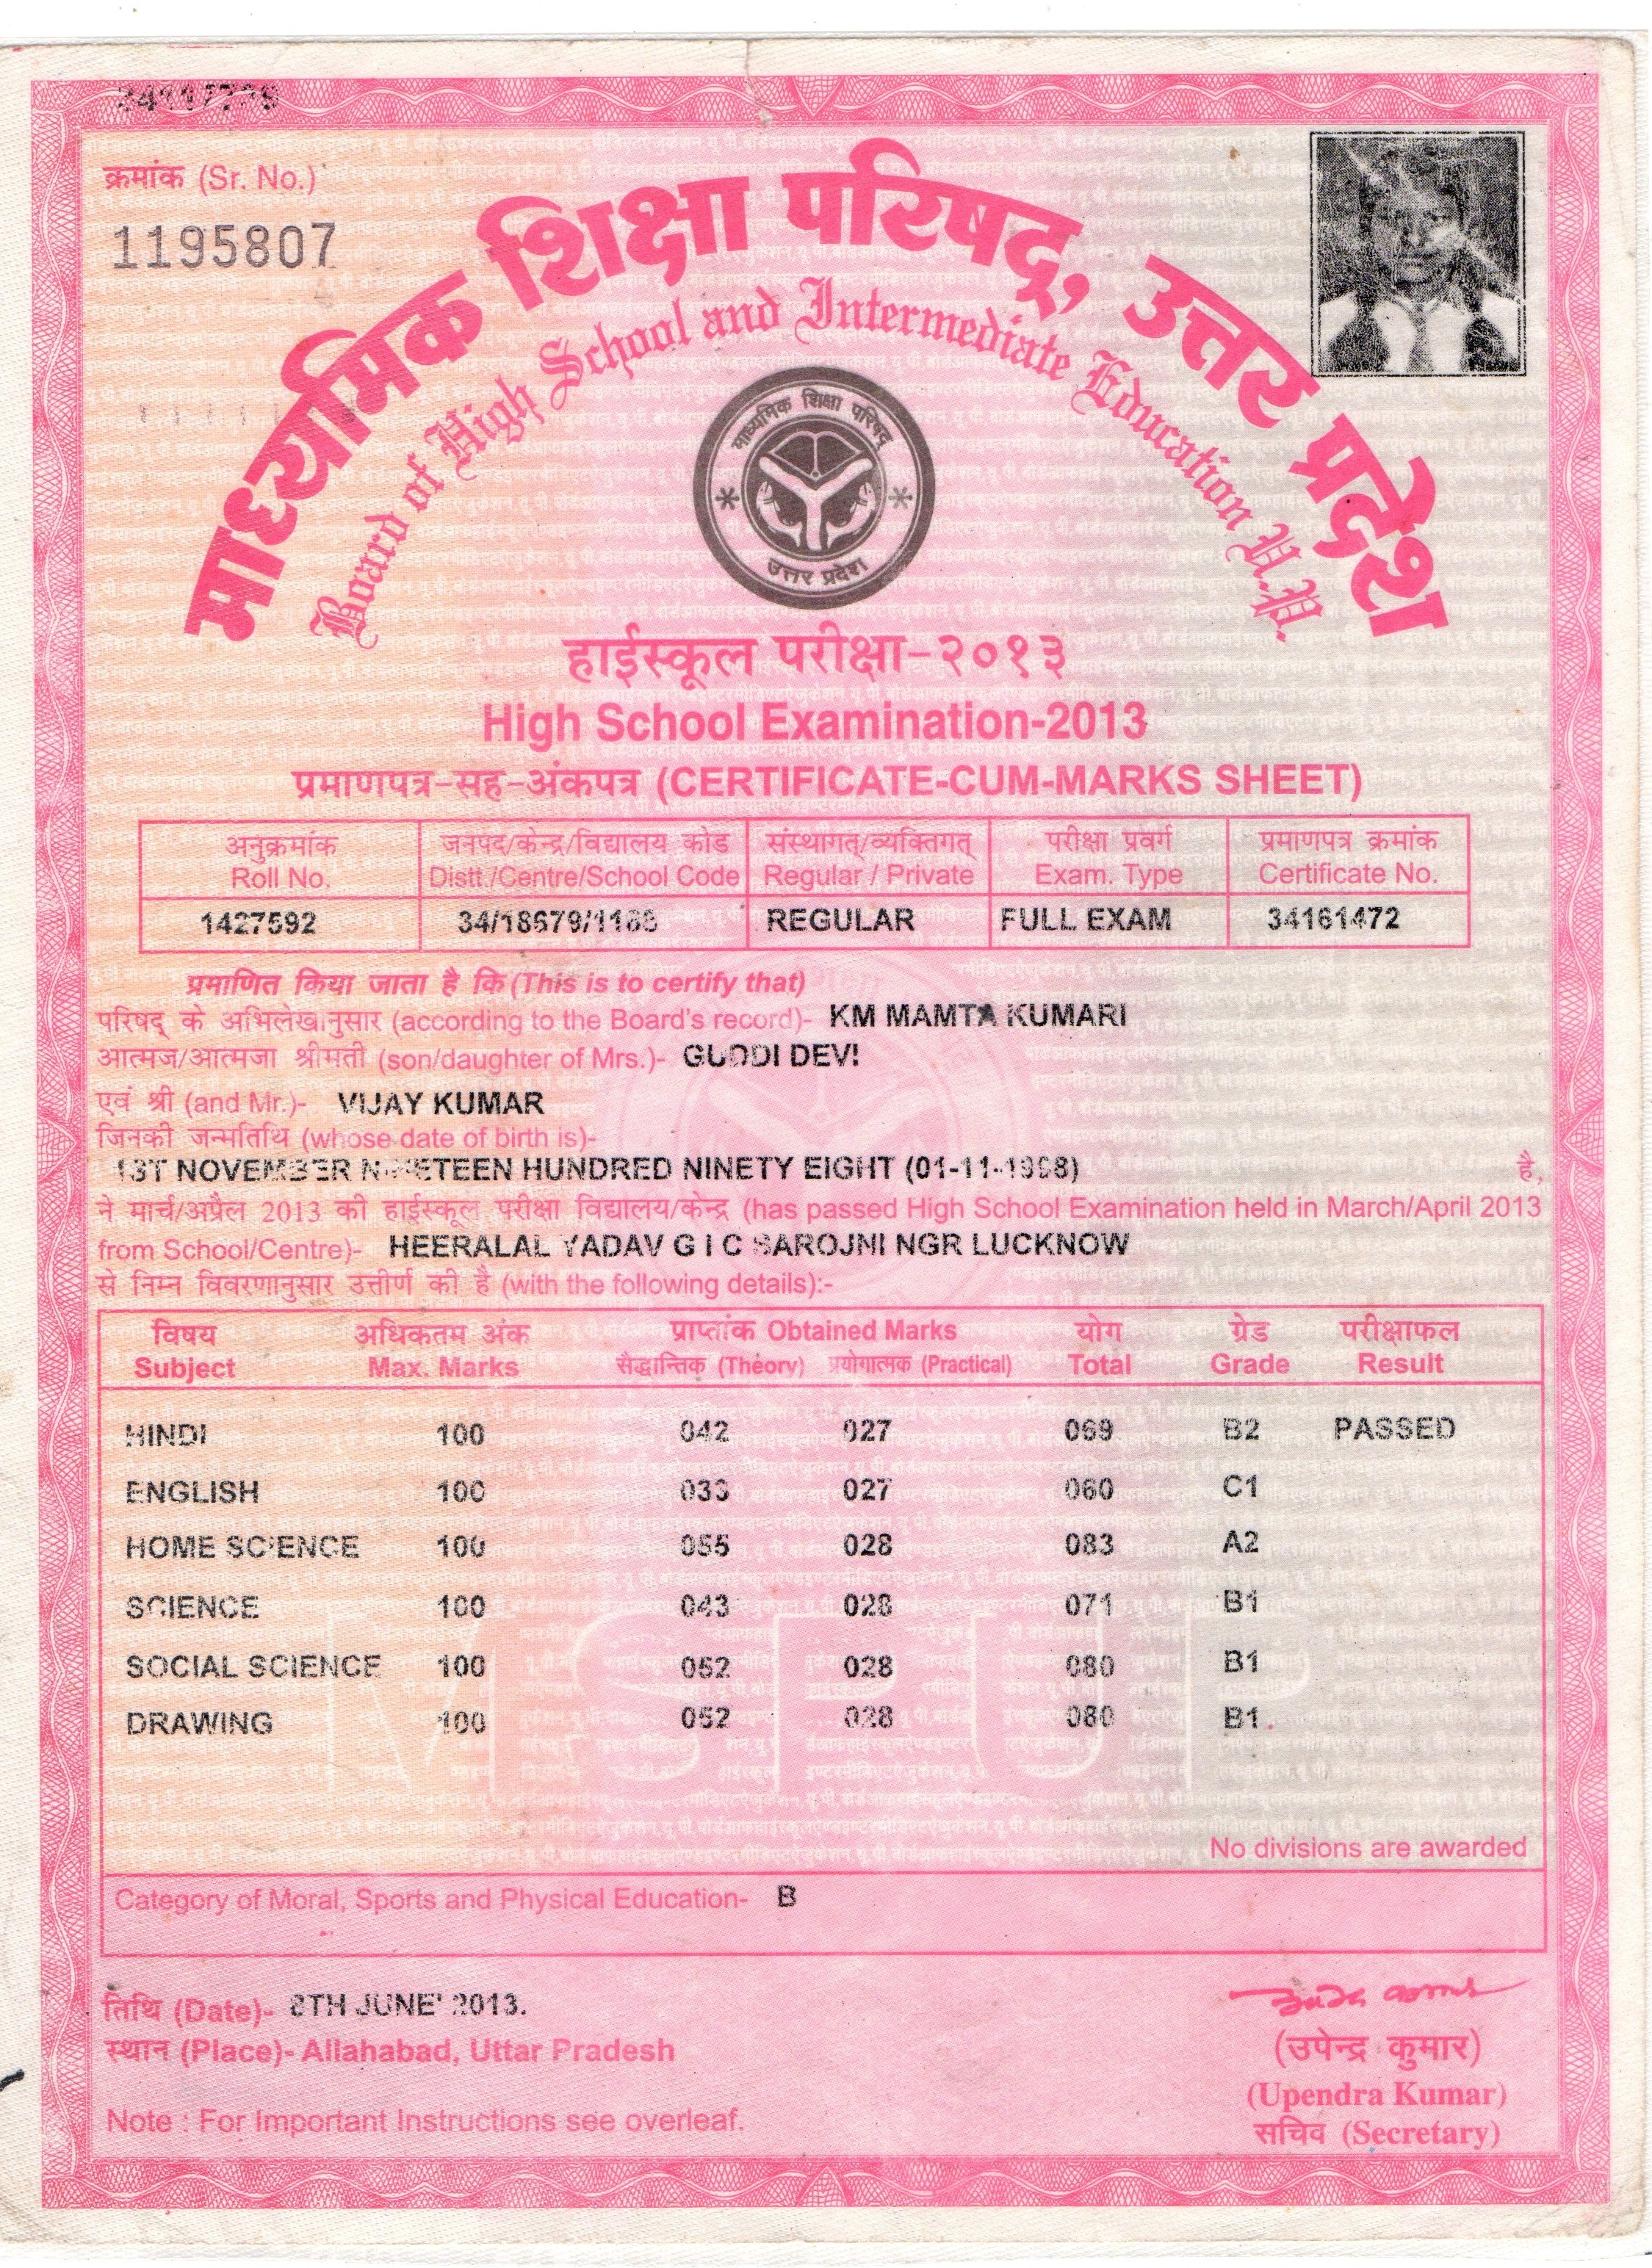 क्रमांक (Sr. No.)
1195807
माध्यमिक शिक्षा परिषद्, उत्तर प्रदेश
Board of High School and Intermediate Education U.P.
माध्यमिक शिक्षा परिषद्
उत्तर प्रदेश
हाईस्कूल परीक्षा-२०१३
High School Examination-2013
प्रमाणपत्र-सह-अंकपत्र (CERTIFICATE-CUM-MARKS SHEET)
अनुक्रमांक जनपद/केन्द्र/विद्यालय कोड संस्थागत्/व्यक्तिगत् परीक्षा प्रवर्ग प्रमाणपत्र क्रमांक
Roll No. Distt./Centre/School Code Regular / Private Exam. Type Certificate No.
1427592 34/18679/1188 REGULAR FULL EXAM 34161472
प्रमाणित किया जाता है कि (This is to certify that)
परिषद् के अभिलेखानुसार (according to the Board's record)- KM MAMTA KUMARI
आत्मज/आत्मजा श्रीमती (son/daughter of Mrs.)- GUDDI DEVI
एवं श्री (and Mr.)- VIJAY KUMAR
जिनकी जन्मतिथि (whose date of birth is)-
1ST NOVEMBER NINETEEN HUNDRED NINETY EIGHT (01-11-1998) है,
ने मार्च/अप्रैल 2013 की हाईस्कूल परीक्षा विद्यालय/केन्द्र (has passed High School Examination held in March/April 2013
from School/Centre)- HEERALAL YADAV G I C SAROJNI NGR LUCKNOW
से निम्न विवरणानुसार उत्तीर्ण की है (with the following details):-
विषय अधिकतम अंक प्राप्तांक Obtained Marks योग ग्रेड परीक्षाफल
Subject Max. Marks सैद्धान्तिक (Theory) प्रयोगात्मक (Practical) Total Grade Result
HINDI 100 042 027 069 B2 PASSED
ENGLISH 100 033 027 060 C1
HOME SCIENCE 100 055 028 083 A2
SCIENCE 100 043 028 071 B1
SOCIAL SCIENCE 100 052 028 080 B1
DRAWING 100 052 028 080 B1
MSPUP
No divisions are awarded
Category of Moral, Sports and Physical Education- B
तिथि (Date)- 8TH JUNE' 2013.
स्थान (Place)- Allahabad, Uttar Pradesh
(उपेन्द्र कुमार)
(Upendra Kumar)
सचिव (Secretary)
Note : For Important Instructions see overleaf.